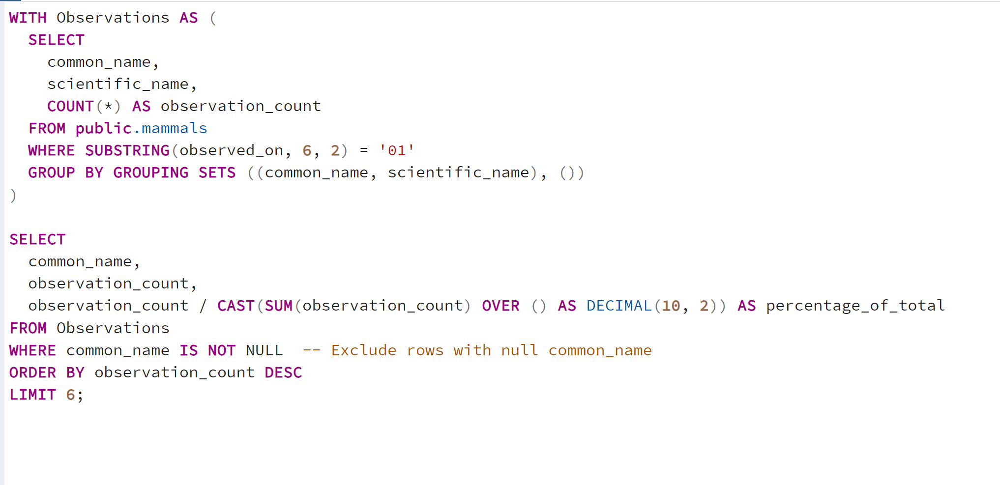 WITH Observations AS (
  SELECT
    common_name,
    scientific_name,
    COUNT(*) AS observation_count
  FROM public.mammals
  WHERE SUBSTRING(observed_on, 6, 2) = '01'
  GROUP BY GROUPING SETS ((common_name, scientific_name), ())
)

SELECT
  common_name,
  observation_count,
  observation_count / CAST(SUM(observation_count) OVER () AS DECIMAL(10, 2)) AS percentage_of_total
FROM Observations
WHERE common_name IS NOT NULL  -- Exclude rows with null common_name
ORDER BY observation_count DESC
LIMIT 6;